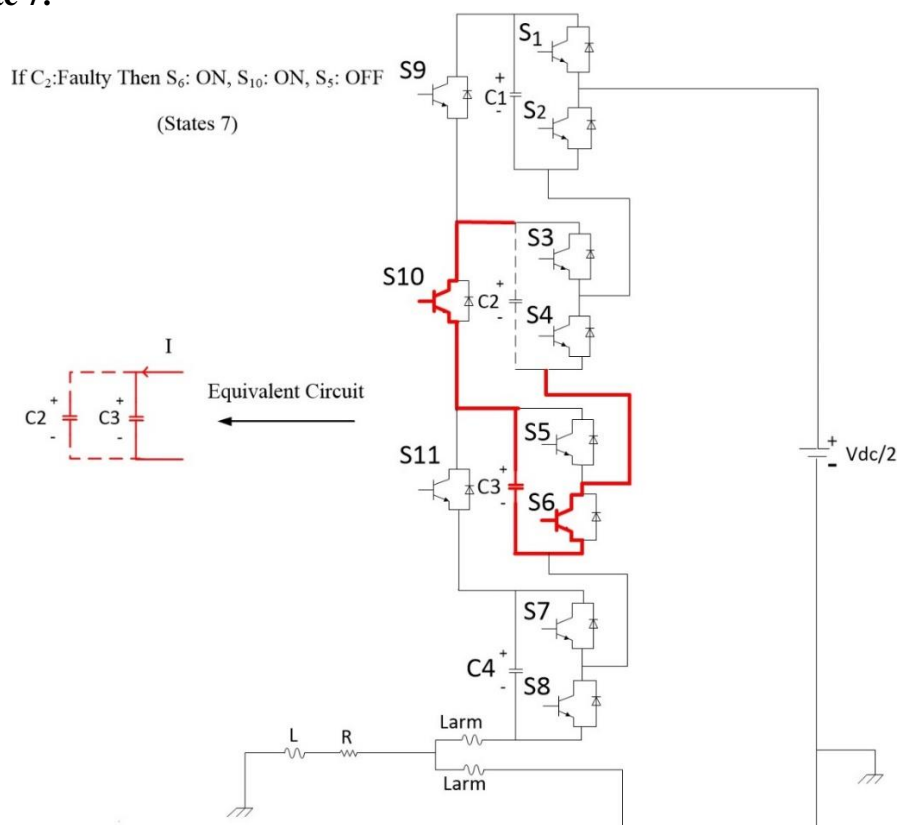 If C₂:Faulty Then S₆: ON, S₁₀: ON, S₅: OFF
(States 7)
S9
+
C1
-
S1
S2
S10
+
C2
-
S3
S4
I
+
C2
-
+
C3
-
Equivalent Circuit
S11
+
C3
-
S5
S6
+
-
Vdc/2
+
C4
-
S7
S8
L
R
Larm
Larm